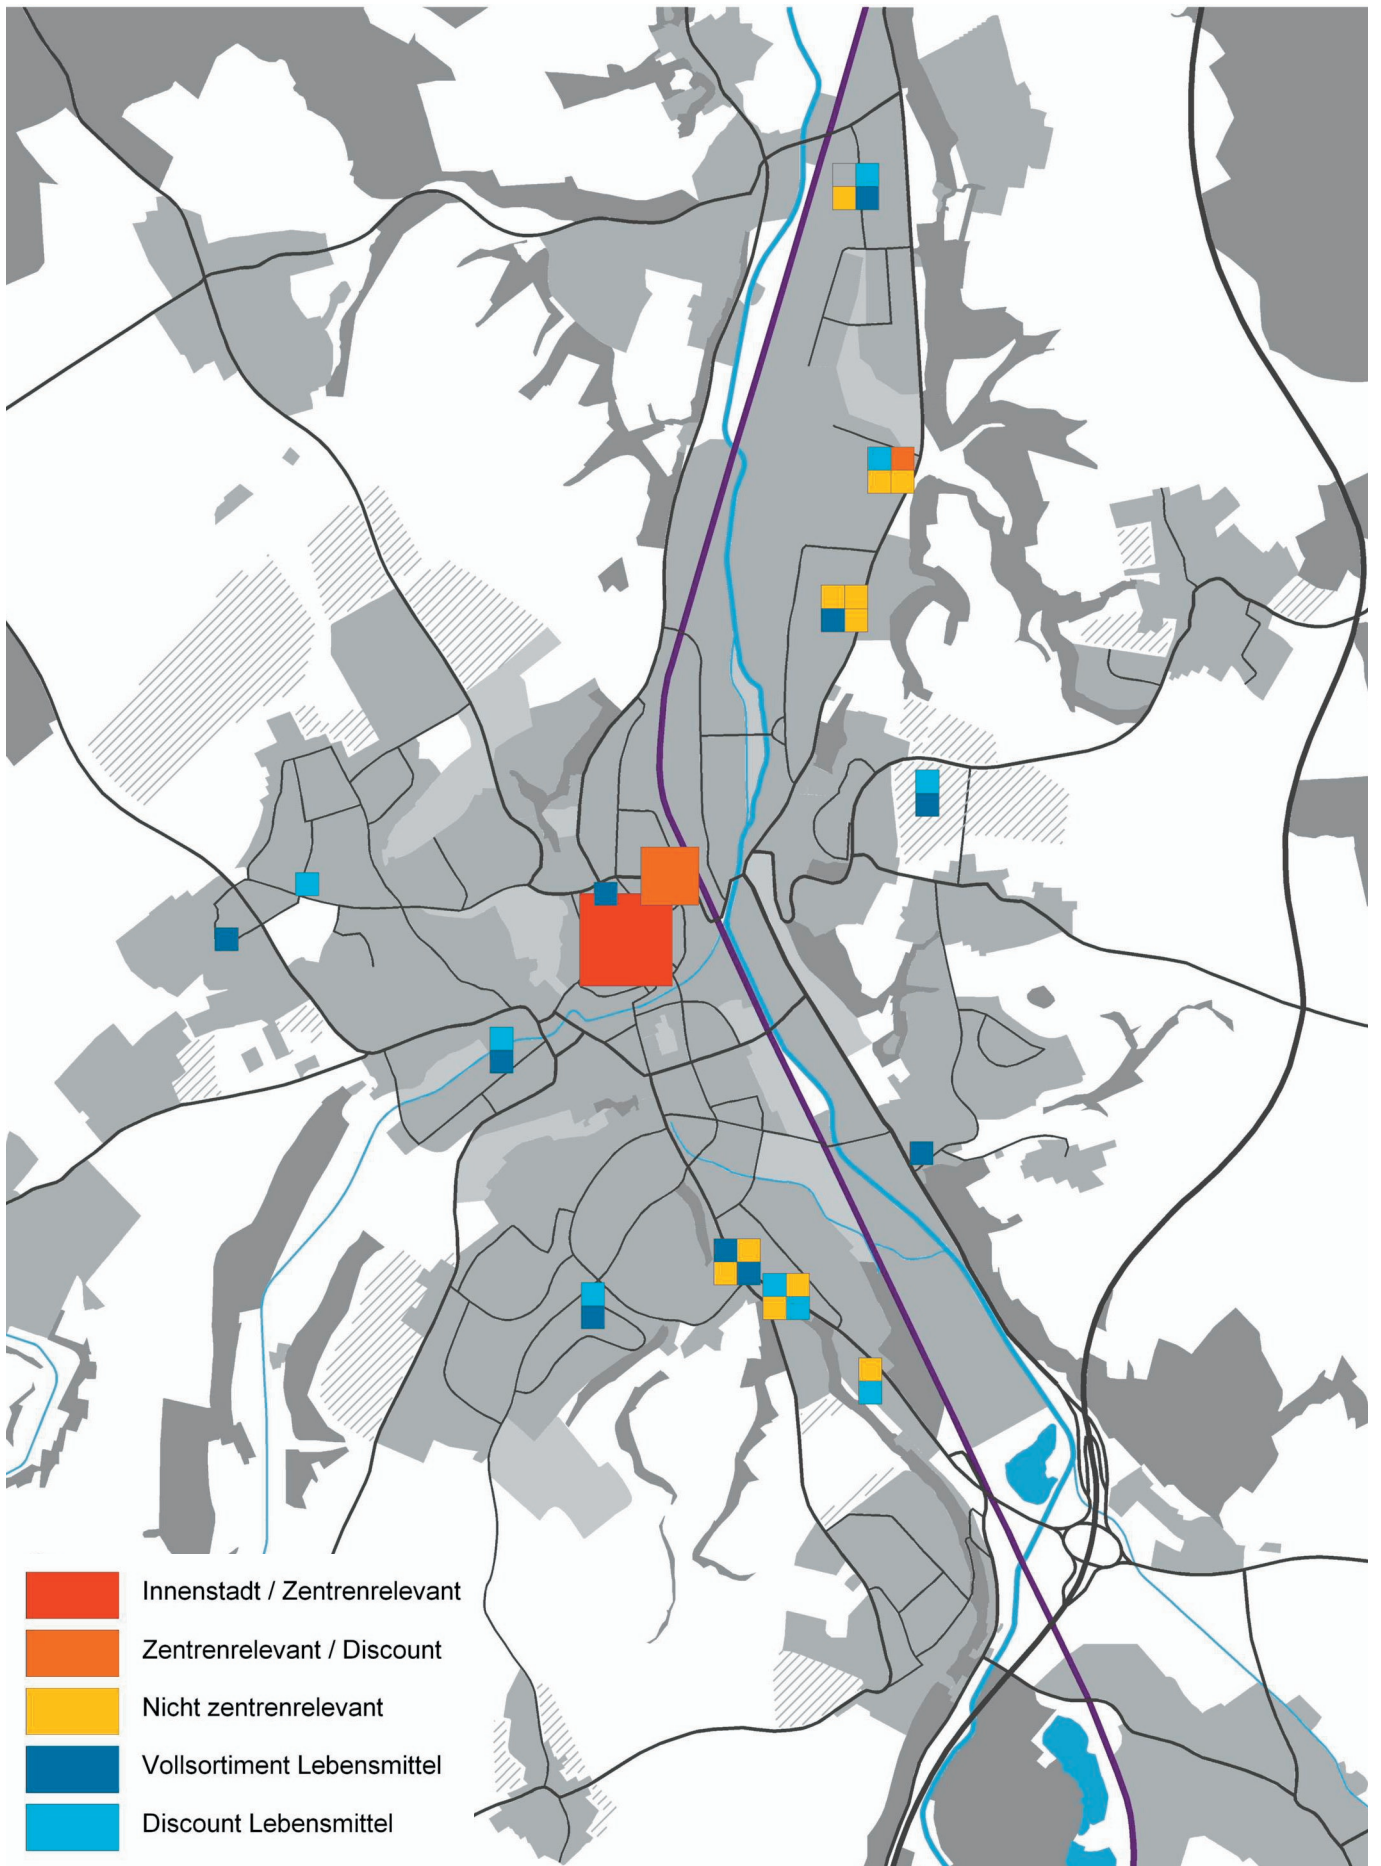 Innenstadt / Zentrenrelevant
Zentrenrelevant / Discount
Nicht zentrenrelevant
Vollsortiment Lebensmittel
Discount Lebensmittel